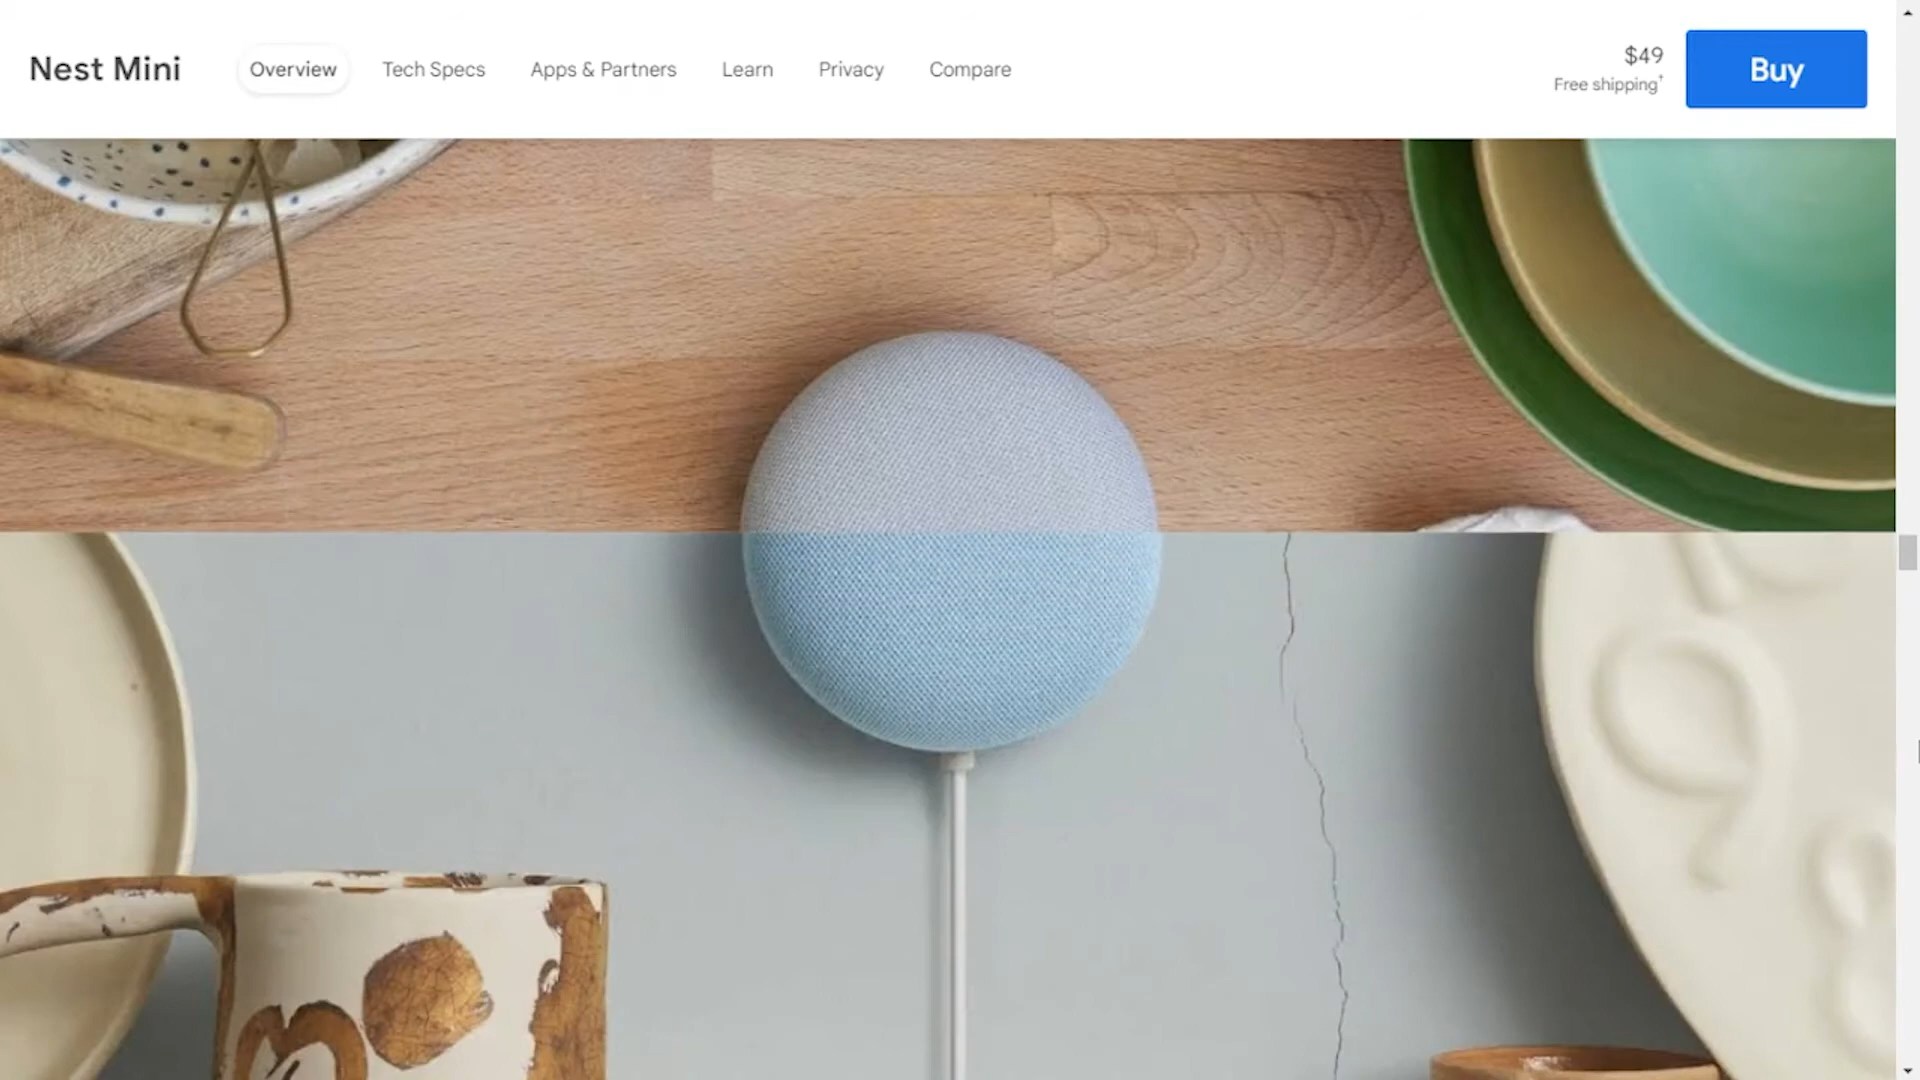 Nest Mini
Overview
Tech Specs
Apps & Partners
Learn
Privacy
Compare
$49
Free shipping†
Buy